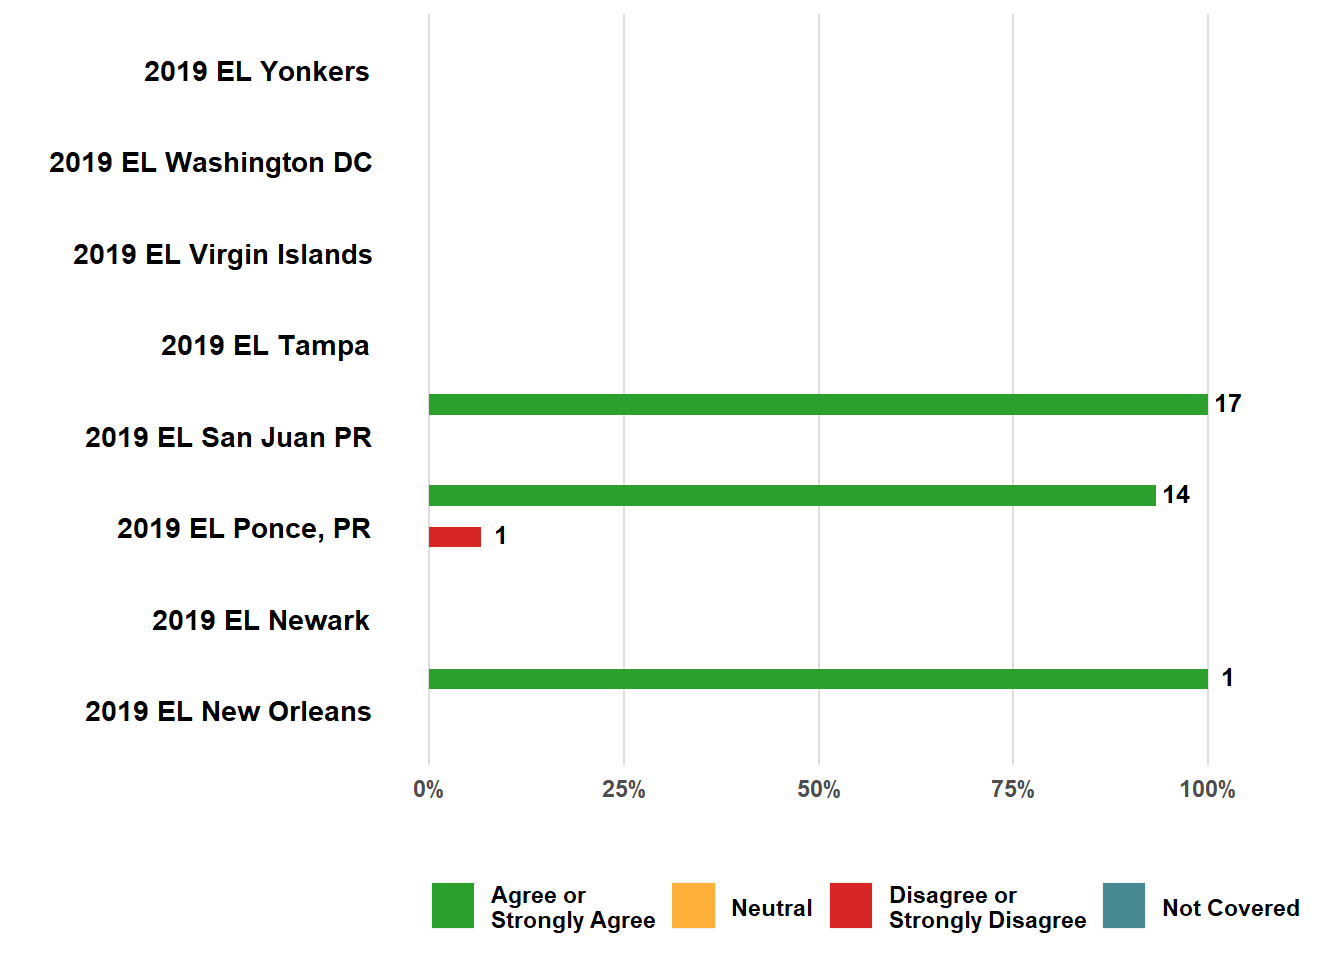 2019 EL Yonkers
2019 EL Washington DC
2019 EL Virgin Islands
2019 EL Tampa
17
2019 EL San Juan PR
14
2019 EL Ponce, PR
1
2019 EL Newark
1
2019 EL New Orleans
0% 25% 50% 75% 100%
Agree or
Strongly Agree
Neutral
Disagree or
Strongly Disagree
Not Covered